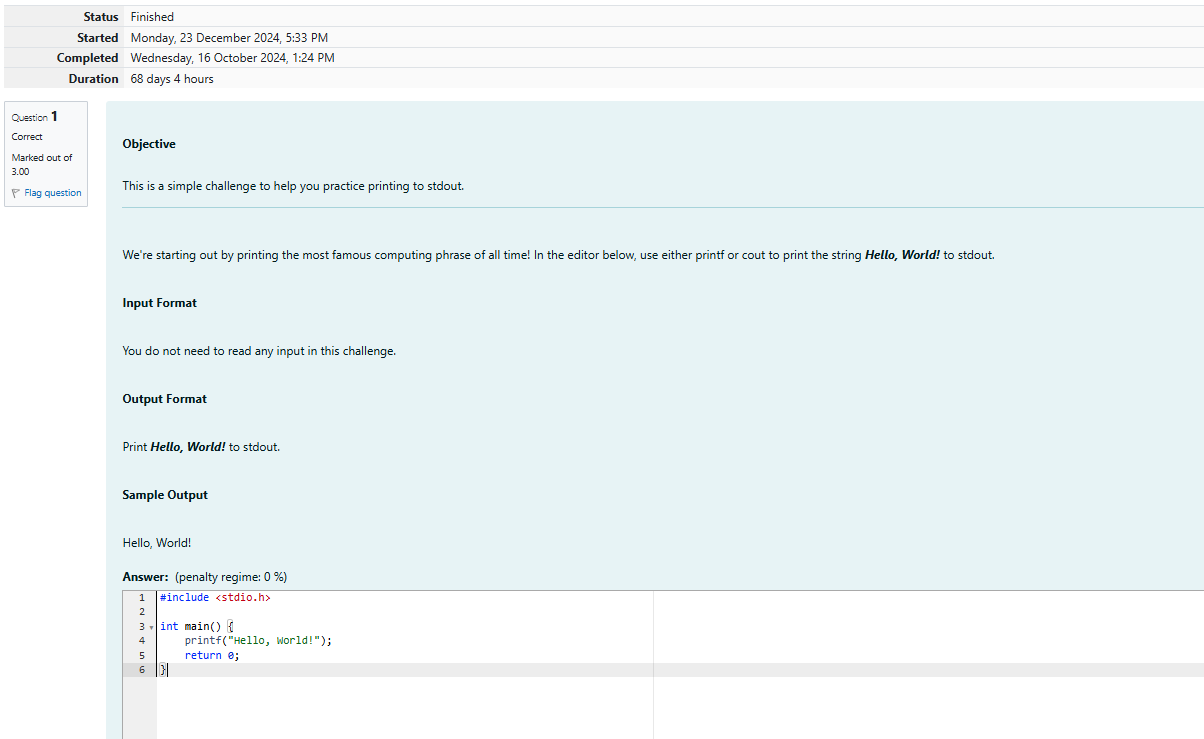 Status Finished
Started Monday, 23 December 2024, 5:33 PM
Completed Wednesday, 16 October 2024, 1:24 PM
Duration 68 days 4 hours
Question 1
Correct
Marked out of
3.00
Flag question
Objective
This is a simple challenge to help you practice printing to stdout.
We're starting out by printing the most famous computing phrase of all time! In the editor below, use either printf or cout to print the string Hello, World! to stdout.
Input Format
You do not need to read any input in this challenge.
Output Format
Print Hello, World! to stdout.
Sample Output
Hello, World!
Answer: (penalty regime: 0 %)
1 #include <stdio.h>
2
3 int main() {
4     printf("Hello, World!");
5     return 0;
6 }